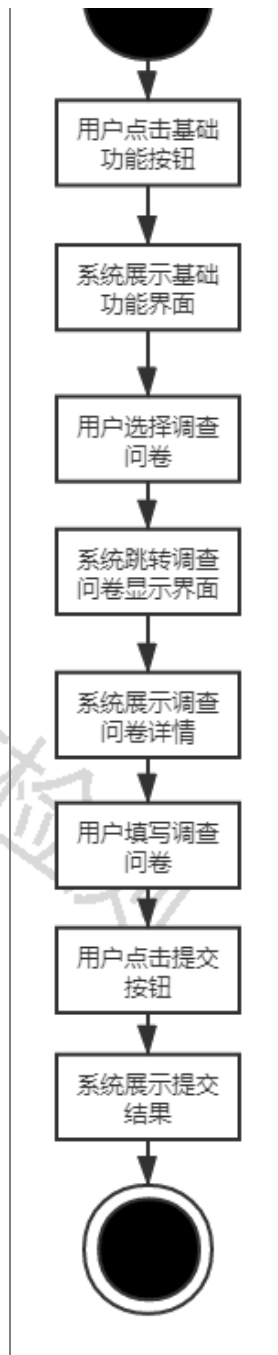 用户点击基础
功能按钮
系统展示基础
功能界面
用户选择调查
问卷
系统跳转调查
问卷显示界面
系统展示调查
问卷详情
用户填写调查
问卷
用户点击提交
按钮
系统展示提交
结果